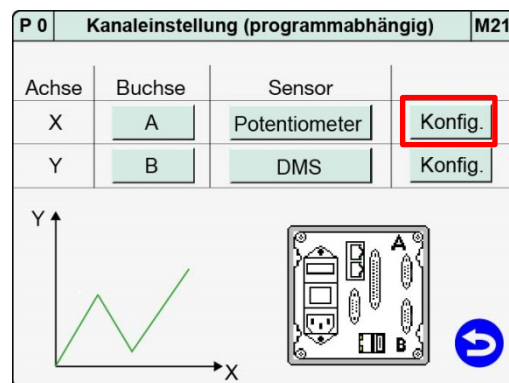 P 0 Kanaleinstellung (programmabhängig) M21
Achse Buchse Sensor
X A Potentiometer Konfig.
Y B DMS Konfig.
Y
A
B
X